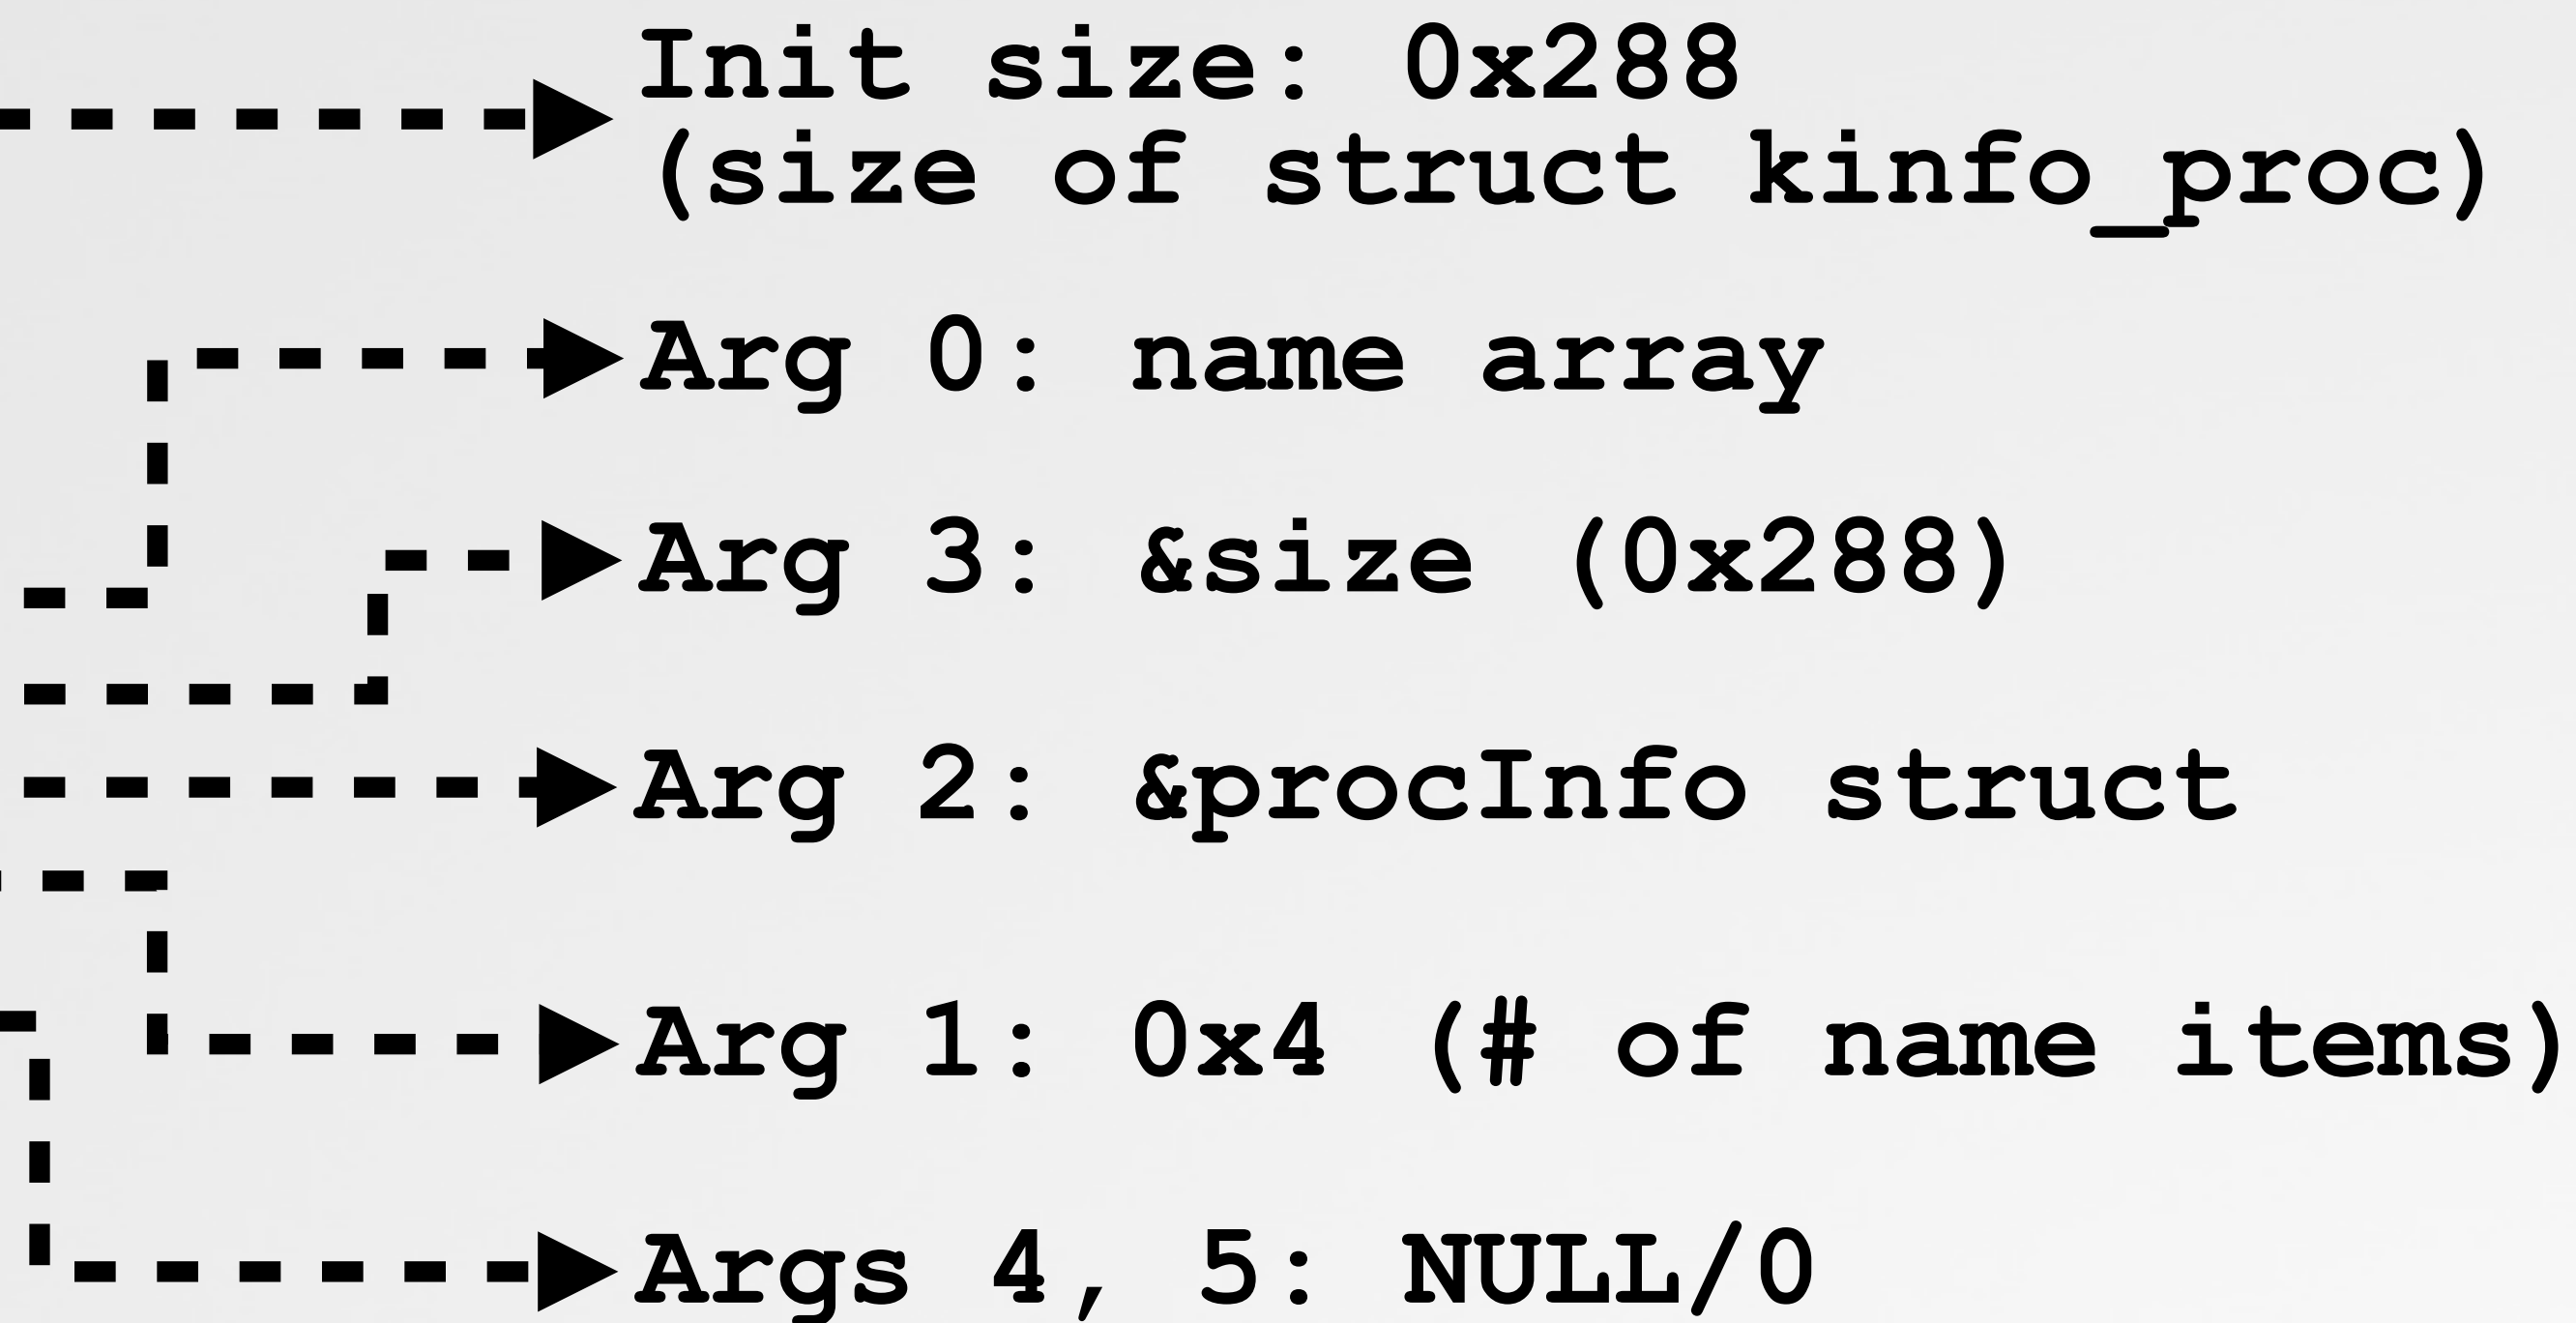 Init size: 0x288
(size of struct kinfo_proc)
Arg 0: name array
Arg 3: &size (0x288)
Arg 2: &procInfo struct
Arg 1: 0x4 (# of name items)
Args 4, 5: NULL/0